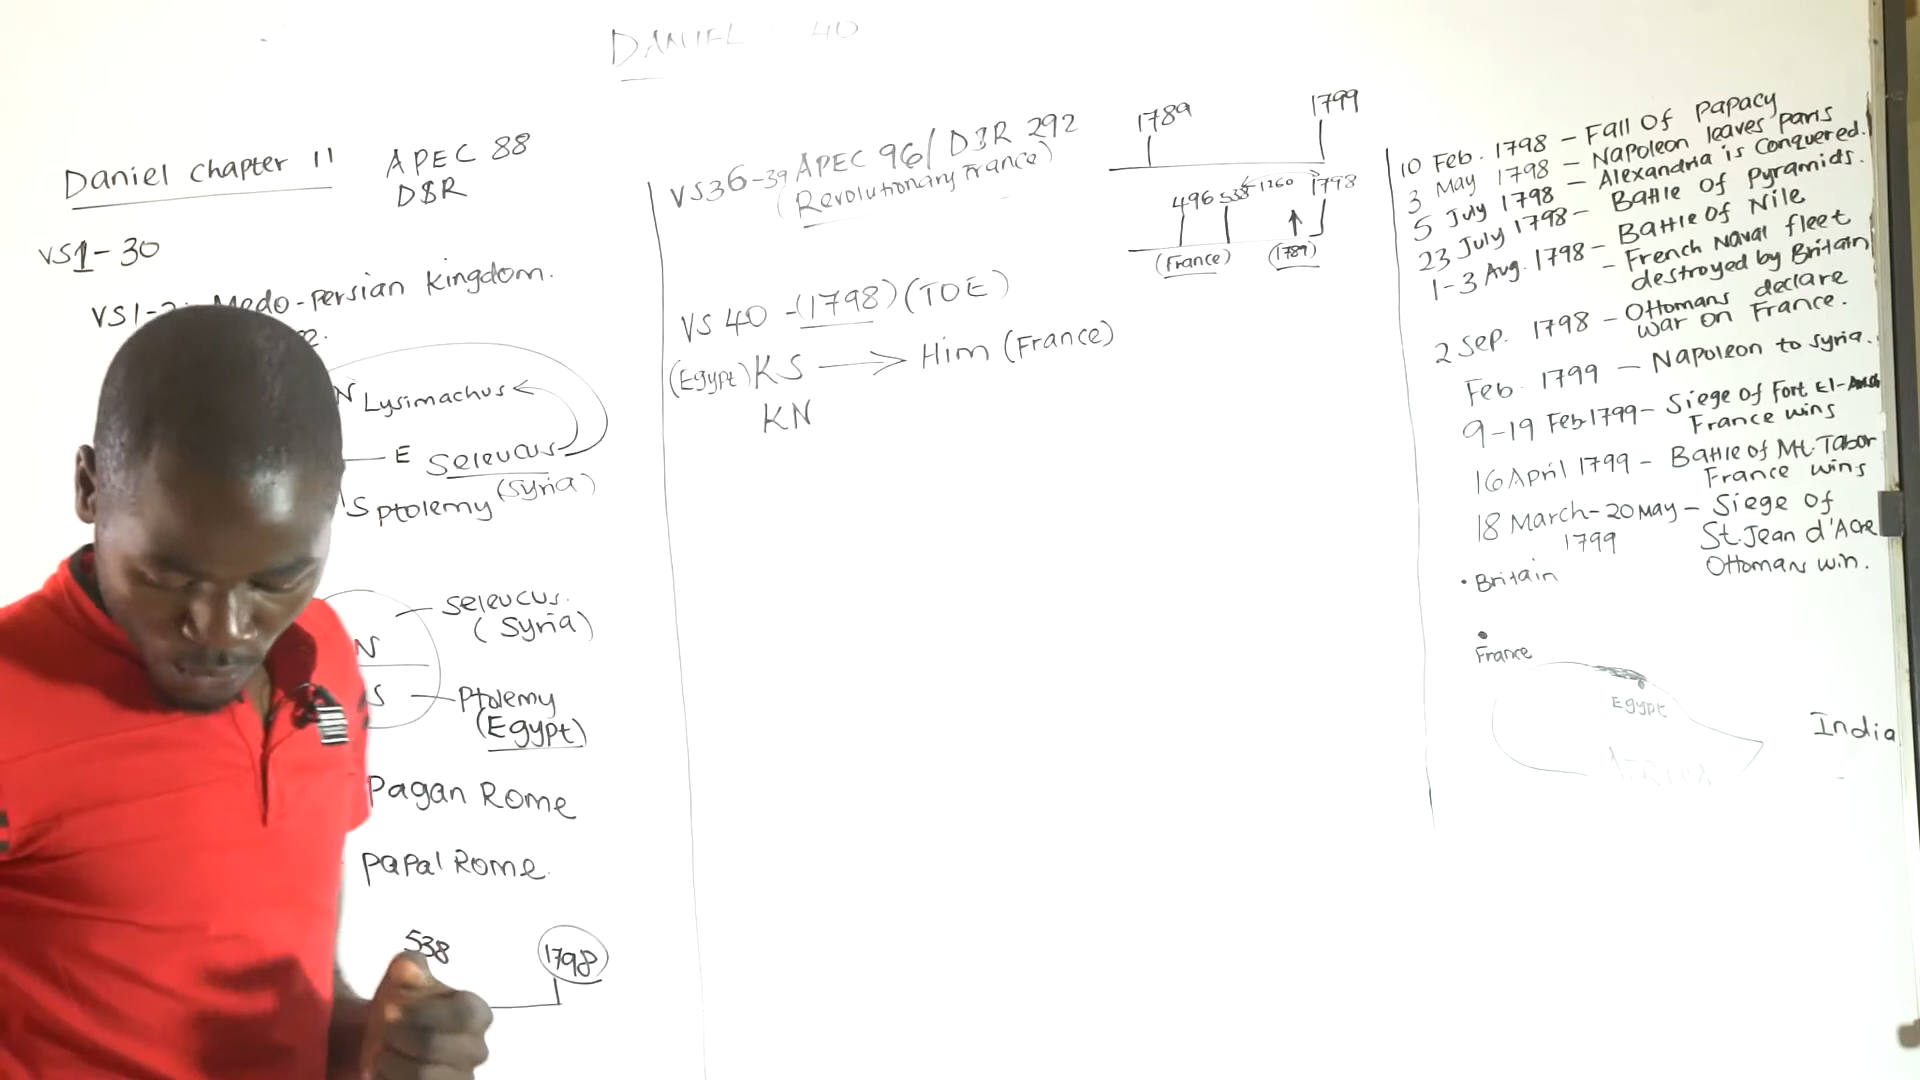 DANIEL 40
Daniel chapter 11
APEC 88
D&R
VS1-30
VS1-2: Medo-persian kingdom.
N Lysimachus
E Seleucus
(Syria)
S Ptolemy
Seleucus.
(Syria)
N
S
Ptolemy
(Egypt)
Pagan Rome
Papal Rome.
538
1798
VS36-39 APEC 96/ D&R 292
(Revolutionary France)
1789
1799
496 538 1260 1798
(France)
(1789)
VS 40 -(1798)(TOE)
(Egypt) KS → Him (France)
KN
10 Feb. 1798 - Fall Of Papacy
3 May 1798 - Napoleon leaves paris
5 July 1798 - Alexandria is conquered.
23 July 1798 - Battle of Pyramids.
1-3 Aug. 1798 - Battle Of Nile
- French Naval fleet
destroyed by Britain
2 Sep. 1798 - Ottomans declare
war on France.
Feb. 1799 - Napoleon to Syria.
9-19 Feb 1799 - Siege of Fort El-Arish
France wins
16 April 1799 - Battle of Mt. Tabor
France wins
18 March - 20 May - Siege of
1799
St. Jean d'Acre
Ottomans win.
• Britain
France
Egypt
India